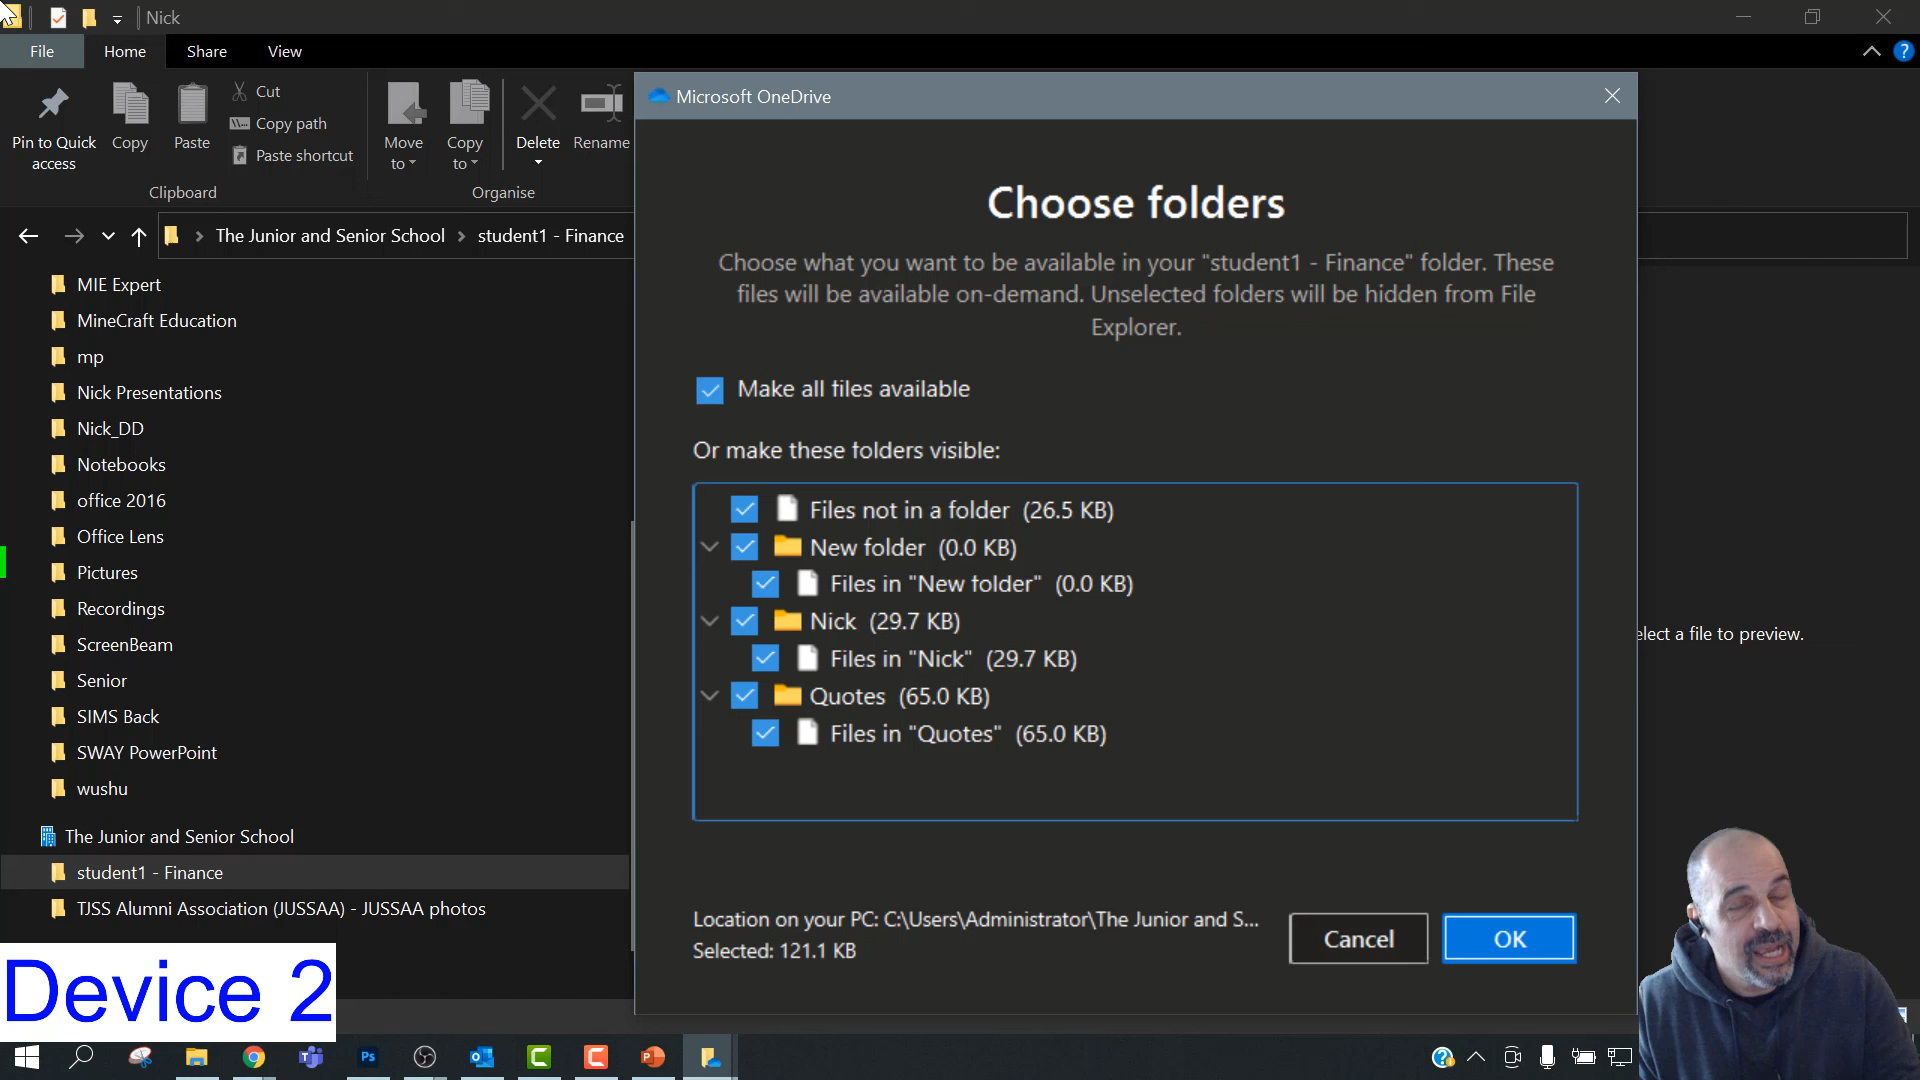 Nick
File
Home
Share
View
?
Pin to Quick
access
Copy
Paste
Cut
Copy path
Paste shortcut
Clipboard
Move
to
Copy
to
Delete
Rename
Organise
The Junior and Senior School
student1 - Finance
MIE Expert
MineCraft Education
mp
Nick Presentations
Nick_DD
Notebooks
office 2016
Office Lens
Pictures
Recordings
ScreenBeam
Senior
SIMS Back
SWAY PowerPoint
wushu
The Junior and Senior School
student1 - Finance
TJSS Alumni Association (JUSSAA) - JUSSAA photos
Microsoft OneDrive
Choose folders
Choose what you want to be available in your "student1 - Finance" folder. These
files will be available on-demand. Unselected folders will be hidden from File
Explorer.
Make all files available
Or make these folders visible:
Files not in a folder (26.5 KB)
New folder (0.0 KB)
Files in "New folder" (0.0 KB)
Nick (29.7 KB)
Files in "Nick" (29.7 KB)
Quotes (65.0 KB)
Files in "Quotes" (65.0 KB)
Location on your PC: C:\Users\Administrator\The Junior and S...
Selected: 121.1 KB
Cancel
OK
elect a file to preview.
Device 2
Ps